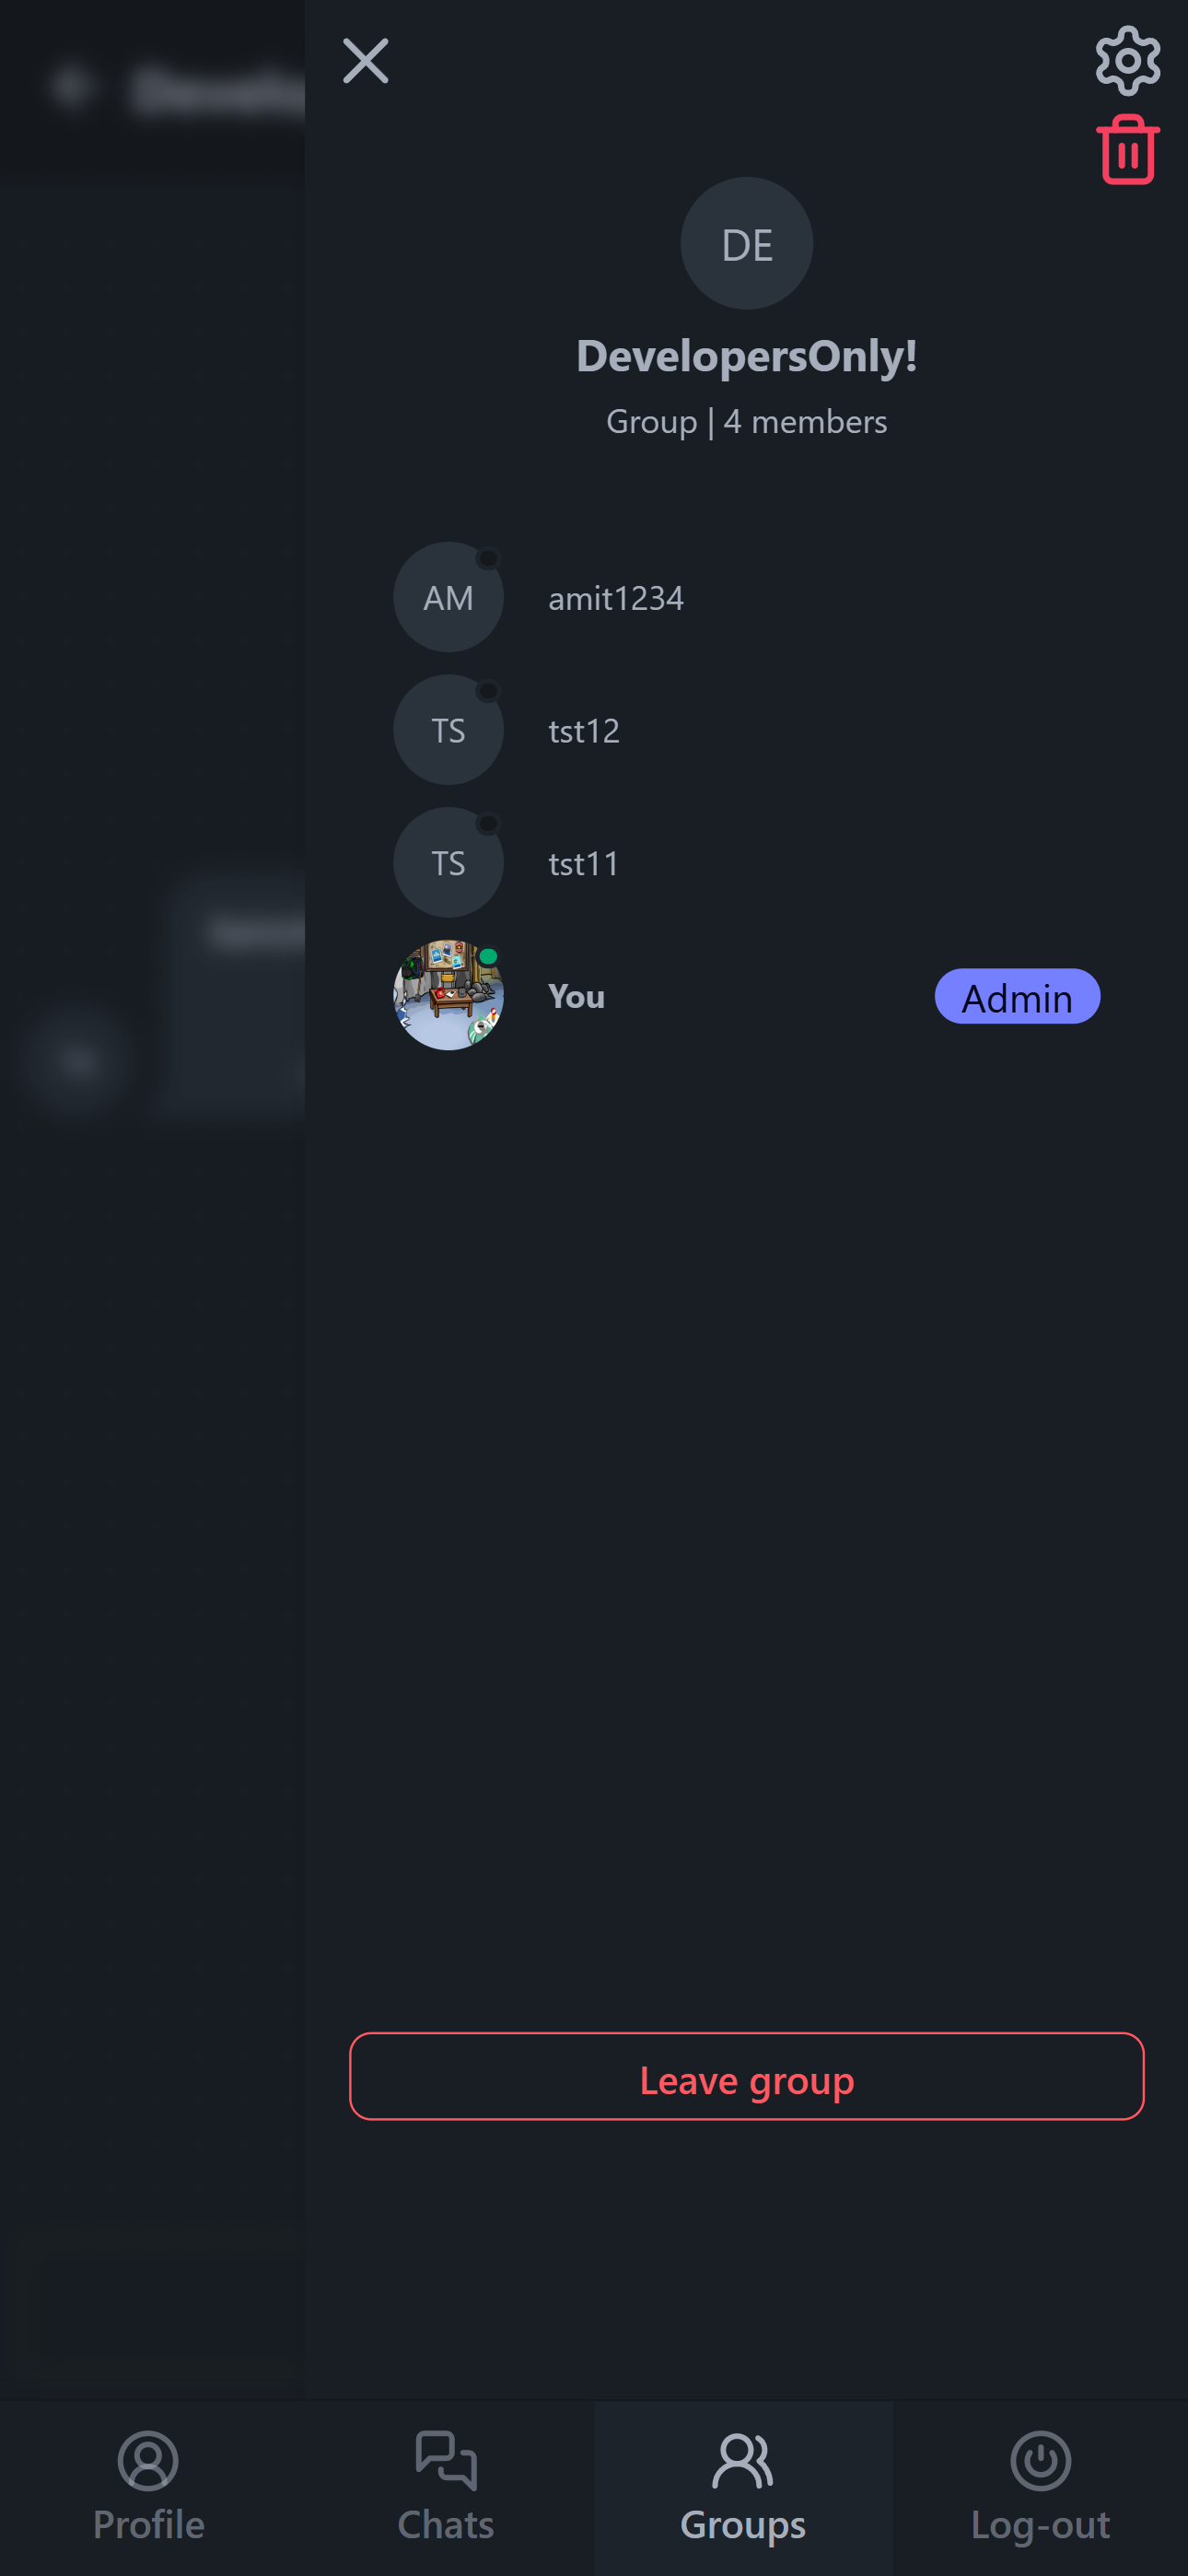 DE
DevelopersOnly!
Group | 4 members
AM amit1234
TS tst12
TS tst11
You Admin
Leave group
Profile Chats Groups Log-out